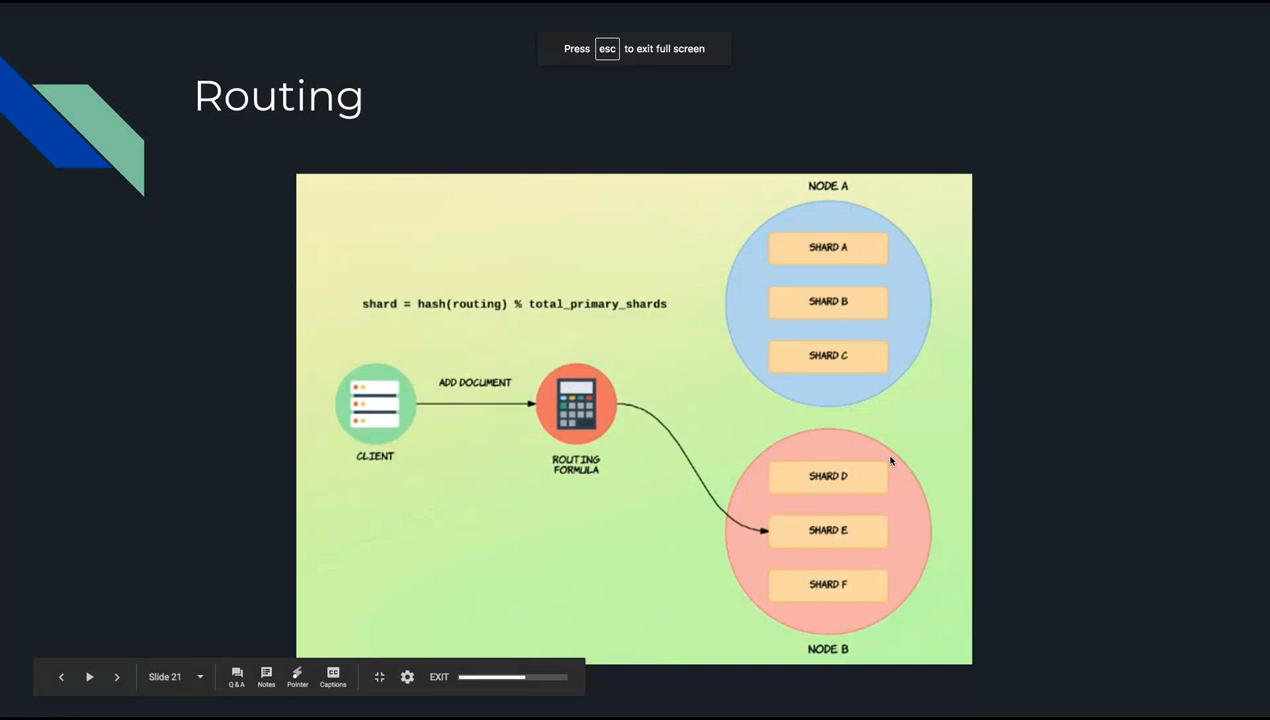 Press esc to exit full screen
Routing
NODE A
SHARD A
SHARD B
SHARD C
shard = hash(routing) % total_primary_shards
ADD DOCUMENT
CLIENT
ROUTING
FORMULA
SHARD D
SHARD E
SHARD F
NODE B
Slide 21
Q & A
Notes
Pointer
Captions
EXIT